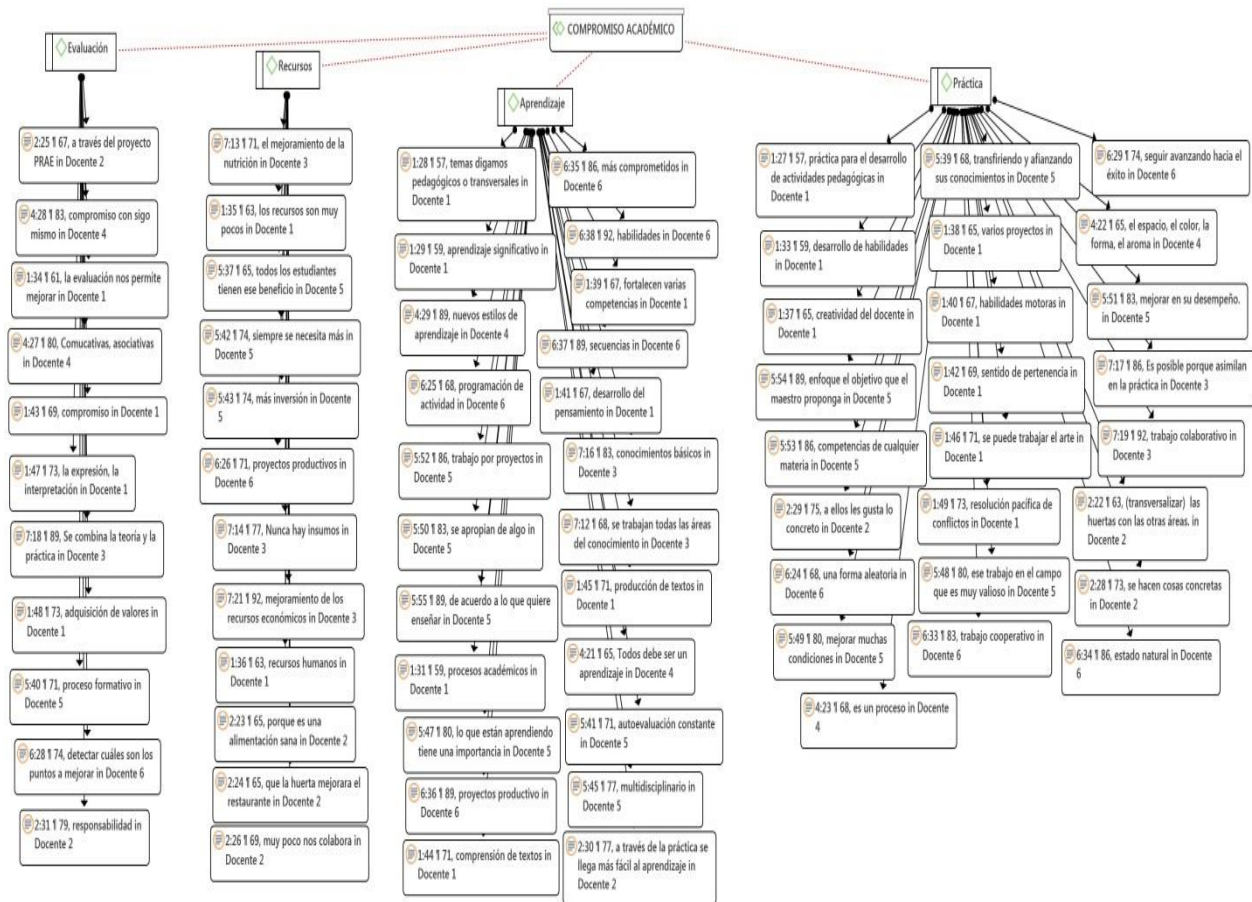 COMPROMISO ACADÉMICO
Evaluación
2:25 ¶ 67, a través del proyecto
PRAE in Docente 2
4:28 ¶ 83, compromiso con sigo
mismo in Docente 4
1:34 ¶ 61, la evaluación nos permite
mejorar in Docente 1
4:27 ¶ 80, Comucativas, asociativas
in Docente 4
1:43 ¶ 69, compromiso in Docente 1
1:47 ¶ 73, la expresión, la
interpretación in Docente 1
7:18 ¶ 89, Se combina la teoría y la
práctica in Docente 3
1:48 ¶ 73, adquisición de valores in
Docente 1
5:40 ¶ 71, proceso formativo in
Docente 5
6:28 ¶ 74, detectar cuáles son los
puntos a mejorar in Docente 6
2:31 ¶ 79, responsabilidad in
Docente 2
Recursos
7:13 ¶ 71, el mejoramiento de la
nutrición in Docente 3
1:35 ¶ 63, los recursos son muy
pocos in Docente 1
5:37 ¶ 65, todos los estudiantes
tienen ese beneficio in Docente 5
5:42 ¶ 74, siempre se necesita más in
Docente 5
5:43 ¶ 74, más inversión in Docente
5
6:26 ¶ 71, proyectos productivos in
Docente 6
7:14 ¶ 77, Nunca hay insumos in
Docente 3
7:21 ¶ 92, mejoramiento de los
recursos económicos in Docente 3
1:36 ¶ 63, recursos humanos in
Docente 1
2:23 ¶ 65, porque es una
alimentación sana in Docente 2
2:24 ¶ 65, que la huerta mejorara el
restaurante in Docente 2
2:26 ¶ 69, muy poco nos colabora in
Docente 2
Aprendizaje
1:28 ¶ 57, temas digamos
pedagógicos o transversales in
Docente 1
1:29 ¶ 59, aprendizaje significativo in
Docente 1
4:29 ¶ 89, nuevos estilos de
aprendizaje in Docente 4
6:25 ¶ 68, programación de
actividad in Docente 6
5:52 ¶ 86, trabajo por proyectos in
Docente 5
5:50 ¶ 83, se apropian de algo in
Docente 5
5:55 ¶ 89, de acuerdo a lo que quiere
enseñar in Docente 5
1:31 ¶ 59, procesos académicos in
Docente 1
5:47 ¶ 80, lo que están aprendiendo
tiene una importancia in Docente 5
6:36 ¶ 89, proyectos productivo in
Docente 6
1:44 ¶ 71, comprensión de textos in
Docente 1
6:35 ¶ 86, más comprometidos in
Docente 6
6:38 ¶ 92, habilidades in Docente 6
1:39 ¶ 67, fortalecen varias
competencias in Docente 1
6:37 ¶ 89, secuencias in Docente 6
1:41 ¶ 67, desarrollo del
pensamiento in Docente 1
7:16 ¶ 83, conocimientos básicos in
Docente 3
7:12 ¶ 68, se trabajan todas las áreas
del conocimiento in Docente 3
1:45 ¶ 71, producción de textos in
Docente 1
4:21 ¶ 65, Todos debe ser un
aprendizaje in Docente 4
5:41 ¶ 71, autoevaluación constante
in Docente 5
5:45 ¶ 77, multidisciplinario in
Docente 5
2:30 ¶ 77, a través de la práctica se
llega más fácil al aprendizaje in
Docente 2
Práctica
1:27 ¶ 57, práctica para el desarrollo
de actividades pedagógicas in
Docente 1
1:33 ¶ 59, desarrollo de habilidades
in Docente 1
1:37 ¶ 65, creatividad del docente in
Docente 1
5:54 ¶ 89, enfoque el objetivo que el
maestro proponga in Docente 5
5:53 ¶ 86, competencias de cualquier
materia in Docente 5
2:29 ¶ 75, a ellos les gusta lo
concreto in Docente 2
6:24 ¶ 68, una forma aleatoria in
Docente 6
5:49 ¶ 80, mejorar muchas
condiciones in Docente 5
4:23 ¶ 68, es un proceso in Docente
4
5:39 ¶ 68, transfiriendo y afianzando
sus conocimientos in Docente 5
1:38 ¶ 65, varios proyectos in
Docente 1
1:40 ¶ 67, habilidades motoras in
Docente 1
1:42 ¶ 69, sentido de pertenencia in
Docente 1
1:46 ¶ 71, se puede trabajar el arte in
Docente 1
1:49 ¶ 73, resolución pacífica de
conflictos in Docente 1
5:48 ¶ 80, ese trabajo en el campo
que es muy valioso in Docente 5
6:33 ¶ 83, trabajo cooperativo in
Docente 6
6:29 ¶ 74, seguir avanzando hacia el
éxito in Docente 6
4:22 ¶ 65, el espacio, el color, la
forma, el aroma in Docente 4
5:51 ¶ 83, mejorar en su desempeño.
in Docente 5
7:17 ¶ 86, Es posible porque asimilan
en la práctica in Docente 3
7:19 ¶ 92, trabajo colaborativo in
Docente 3
2:22 ¶ 63, (transversalizar) las
huertas con las otras áreas. in
Docente 2
2:28 ¶ 73, se hacen cosas concretas
in Docente 2
6:34 ¶ 86, estado natural in Docente
6